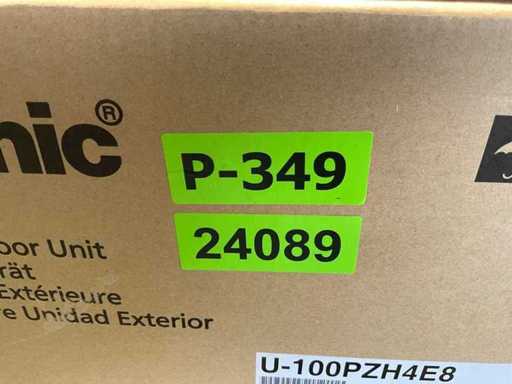 nic®
P-349
24089
oor Unit
rät
Extérieure
e Unidad Exterior
U-100PZH4E8